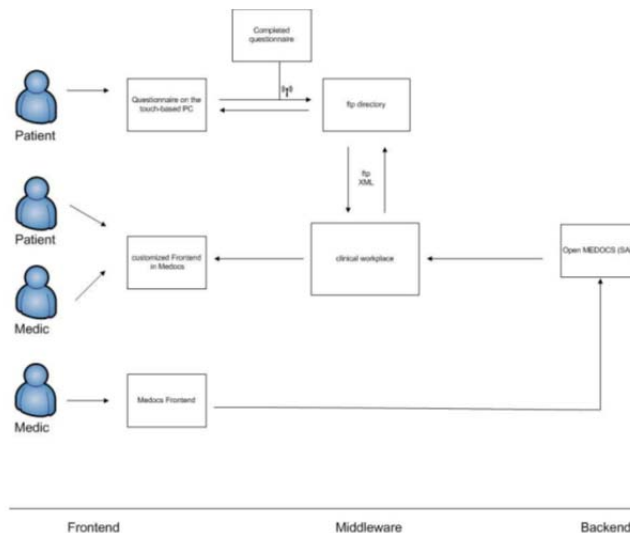 Completed
questionnaire
Questionnaire on the
touch-based PC
ftp directory
Patient
ftp
XML
Patient
customized Frontend
in Medocs
clinical workplace
Open MEDOCS (SA
Medic
Medocs Frontend
Medic
Frontend
Middleware
Backend